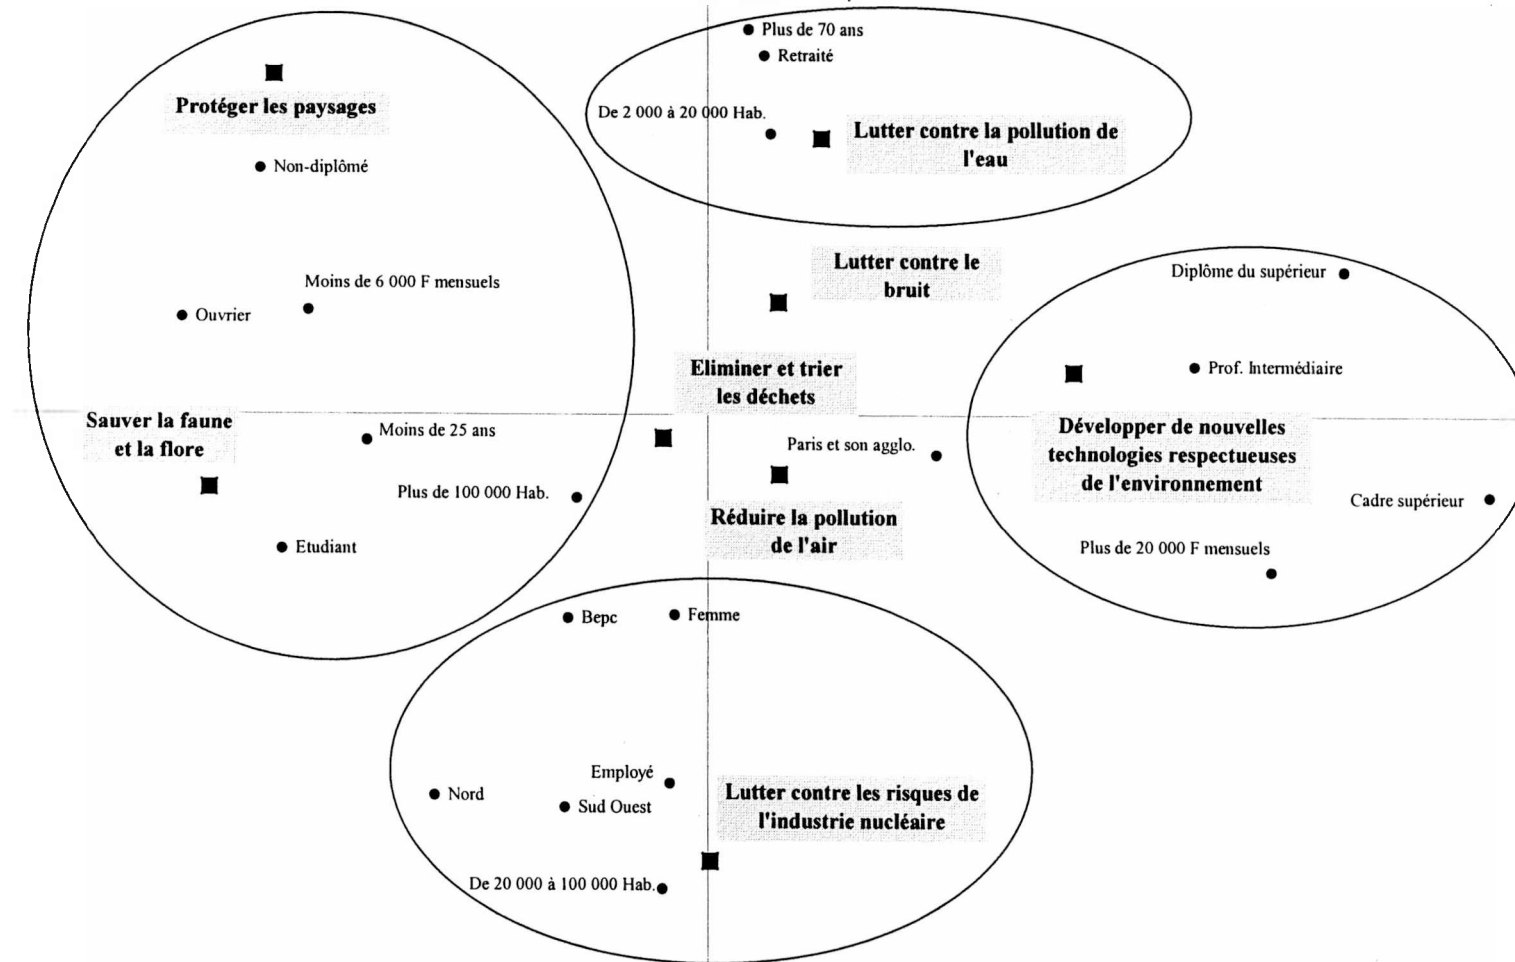 Plus de 70 ans
Retraité
Protéger les paysages
De 2 000 à 20 000 Hab.
Lutter contre la pollution de
l'eau
Non-diplômé
Lutter contre le
bruit
Diplôme du supérieur
Moins de 6 000 F mensuels
Ouvrier
Eliminer et trier
les déchets
Prof. Intermédiaire
Sauver la faune
et la flore
Moins de 25 ans
Paris et son agglo.
Développer de nouvelles
technologies respectueuses
de l'environnement
Plus de 100 000 Hab.
Cadre supérieur
Réduire la pollution
de l'air
Etudiant
Plus de 20 000 F mensuels
Bepc
Femme
Employé
Nord
Sud Ouest
Lutter contre les risques de
l'industrie nucléaire
De 20 000 à 100 000 Hab.